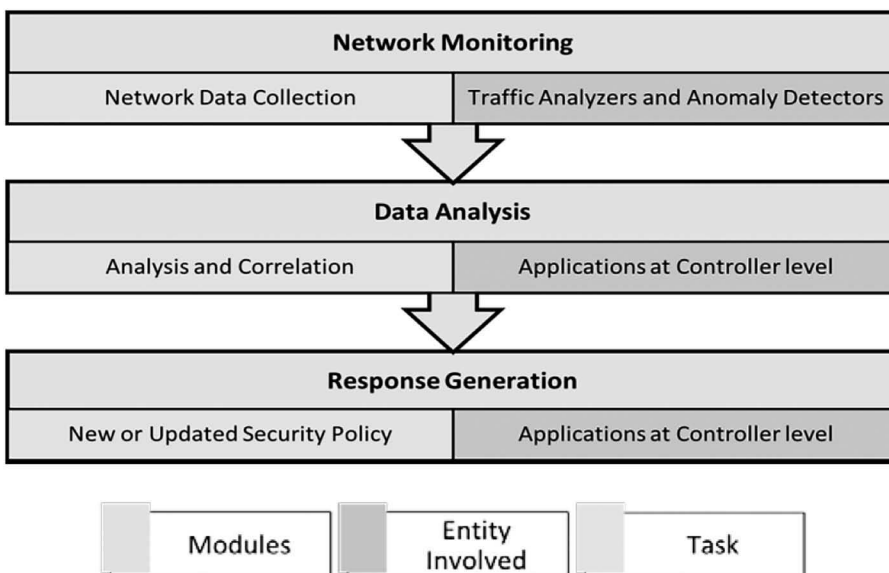 Network Monitoring
Network Data Collection
Traffic Analyzers and Anomaly Detectors
Data Analysis
Analysis and Correlation
Applications at Controller level
Response Generation
New or Updated Security Policy
Applications at Controller level
Modules
Entity
Involved
Task